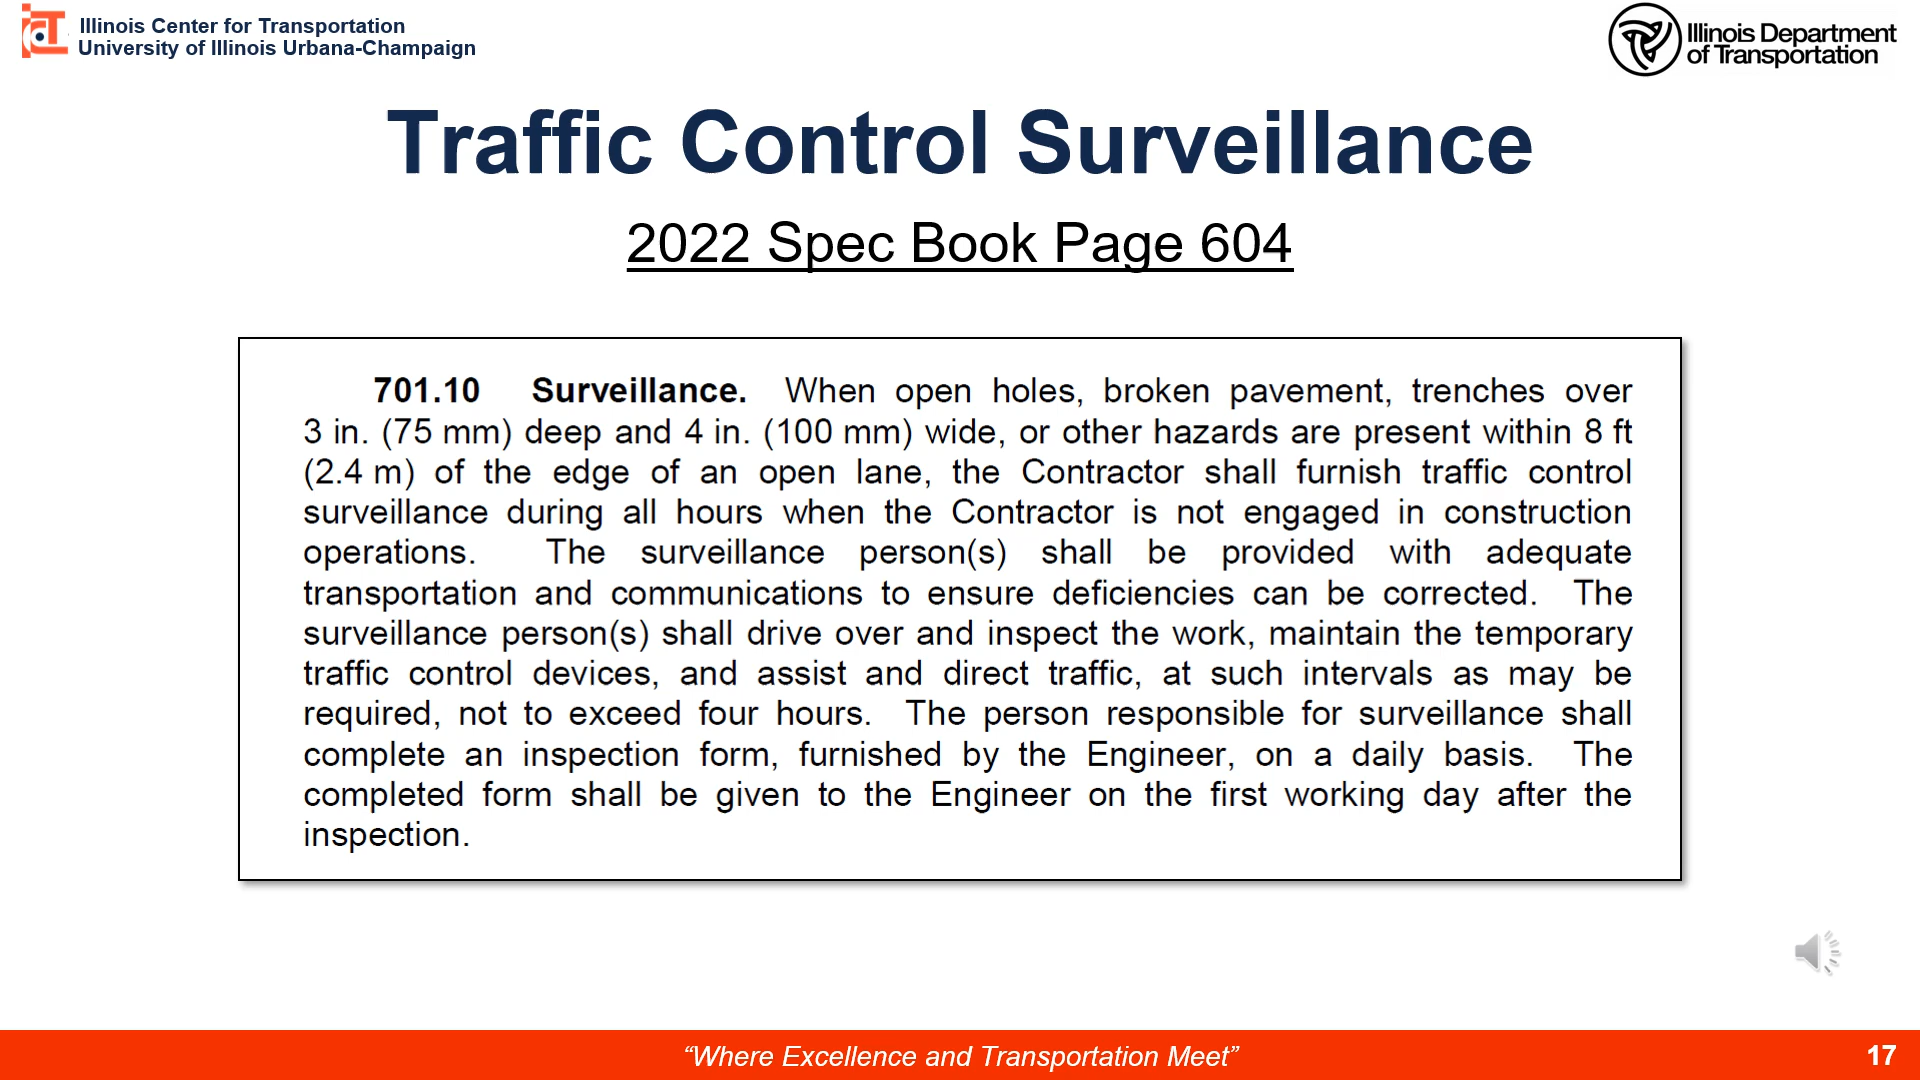 Illinois Center for Transportation
University of Illinois Urbana-Champaign
Illinois Department
of Transportation
Traffic Control Surveillance
2022 Spec Book Page 604
701.10 Surveillance. When open holes, broken pavement, trenches over
3 in. (75 mm) deep and 4 in. (100 mm) wide, or other hazards are present within 8 ft
(2.4 m) of the edge of an open lane, the Contractor shall furnish traffic control
surveillance during all hours when the Contractor is not engaged in construction
operations. The surveillance person(s) shall be provided with adequate
transportation and communications to ensure deficiencies can be corrected. The
surveillance person(s) shall drive over and inspect the work, maintain the temporary
traffic control devices, and assist and direct traffic, at such intervals as may be
required, not to exceed four hours. The person responsible for surveillance shall
complete an inspection form, furnished by the Engineer, on a daily basis. The
completed form shall be given to the Engineer on the first working day after the
inspection.
“Where Excellence and Transportation Meet”
17